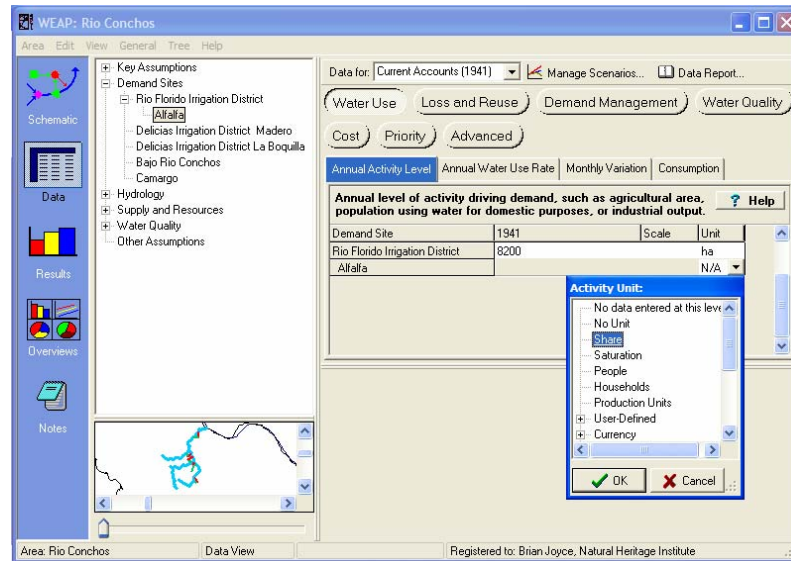 WEAP: Rio Conchos
Area Edit View General Tree Help
Schematic
Data
Results
Overviews
Notes
Key Assumptions
Demand Sites
Rio Florido Irrigation District
Alfalfa
Delicias Irrigation District Madero
Delicias Irrigation District La Boquilla
Bajo Rio Conchos
Camargo
Hydrology
Supply and Resources
Water Quality
Other Assumptions
Data for: Current Accounts (1941) Manage Scenarios... Data Report...
Water Use Loss and Reuse Demand Management Water Quality
Cost Priority Advanced
Annual Activity Level Annual Water Use Rate Monthly Variation Consumption
Annual level of activity driving demand, such as agricultural area,
population using water for domestic purposes, or industrial output.
? Help
Demand Site 1941 Scale Unit
Rio Florido Irrigation District 8200 ha
Alfalfa N/A
Activity Unit:
No data entered at this leve
No Unit
Share
Saturation
People
Households
Production Units
User-Defined
Currency
OK Cancel
Area: Rio Conchos Data View Registered to: Brian Joyce, Natural Heritage Institute